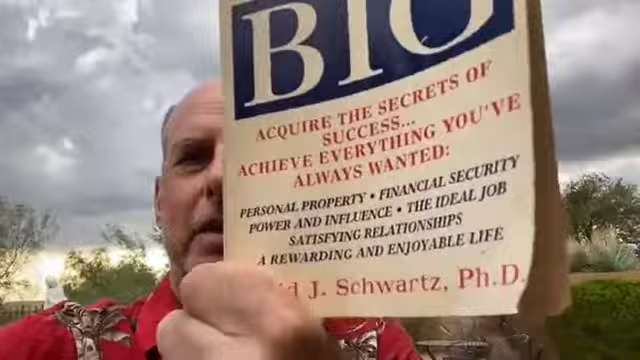 BIG
ACQUIRE THE SECRETS OF
SUCCESS...
ACHIEVE EVERYTHING YOU'VE
ALWAYS WANTED:
PERSONAL PROPERTY • FINANCIAL SECURITY
POWER AND INFLUENCE • THE IDEAL JOB
SATISFYING RELATIONSHIPS
A REWARDING AND ENJOYABLE LIFE
J. Schwartz, Ph.D.